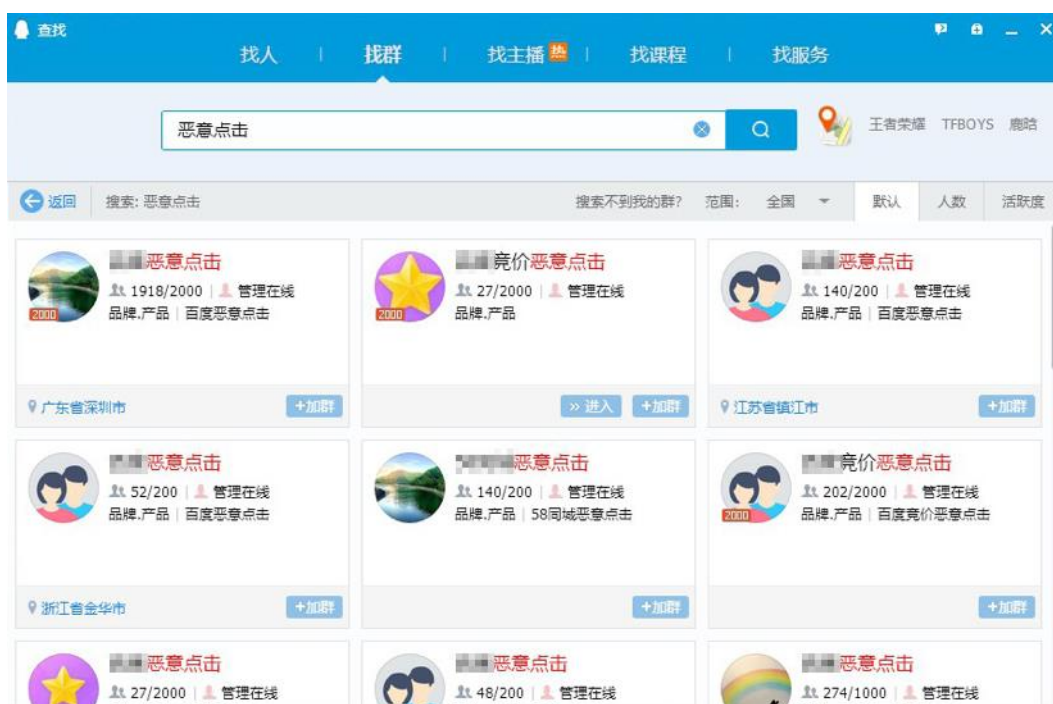 查找
找人 找群 找主播 热 找课程 找服务
恶意点击
王者荣耀 TFBOYS 鹿晗
返回 搜索: 恶意点击 搜索不到我的群? 范围: 全国 默认 人数 活跃度
恶意点击
1918/2000 管理在线
品牌.产品 百度恶意点击
2000
广东省深圳市 +加群
竞价恶意点击
27/2000 管理在线
品牌.产品
2000
» 进入 +加群
恶意点击
140/200 管理在线
品牌.产品 百度恶意点击
江苏省镇江市 +加群
恶意点击
52/200 管理在线
品牌.产品 百度恶意点击
浙江省金华市 +加群
恶意点击
140/200 管理在线
品牌.产品 58同城恶意点击
+加群
竞价恶意点击
202/2000 管理在线
品牌.产品 百度竞价恶意点击
2000
+加群
恶意点击
27/2000 管理在线
恶意点击
48/200 管理在线
恶意点击
274/1000 管理在线